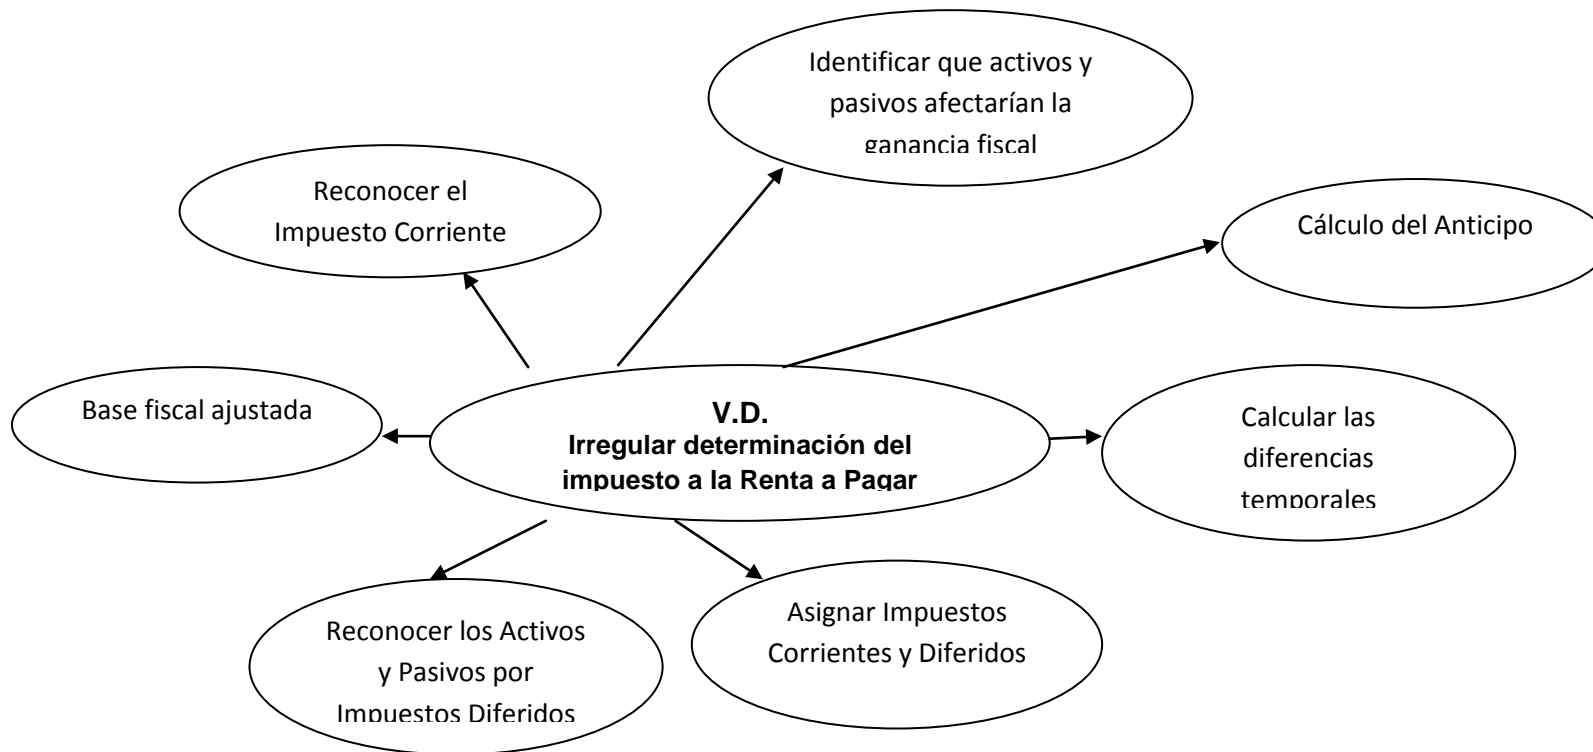 Identificar que activos y
pasivos afectarían la
ganancia fiscal
Reconocer el
Impuesto Corriente
Cálculo del Anticipo
Base fiscal ajustada
V.D.
Irregular determinación del
impuesto a la Renta a Pagar
Calcular las
diferencias
temporales
Reconocer los Activos
y Pasivos por
Impuestos Diferidos
Asignar Impuestos
Corrientes y Diferidos